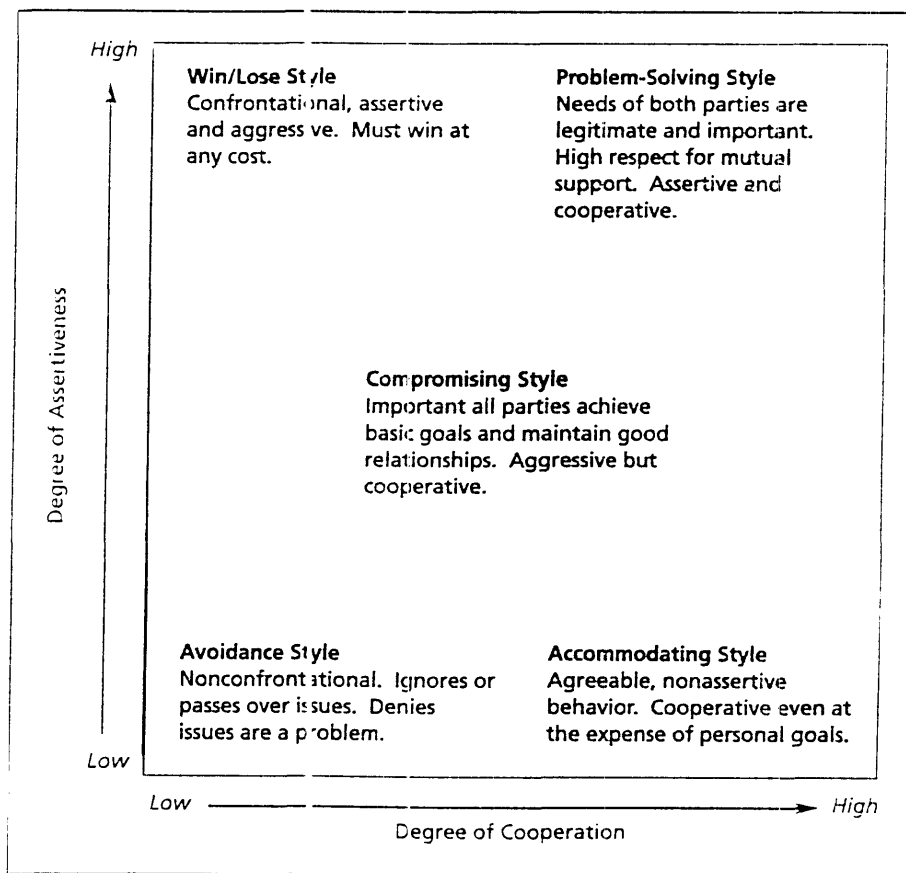 High
Win/Lose Style
Confrontational, assertive
and aggressive. Must win at
any cost.
Problem-Solving Style
Needs of both parties are
legitimate and important.
High respect for mutual
support. Assertive and
cooperative.
Degree of Assertiveness
Compromising Style
Important all parties achieve
basic goals and maintain good
relationships. Aggressive but
cooperative.
Avoidance Style
Nonconfrontational. Ignores or
passes over issues. Denies
issues are a problem.
Accommodating Style
Agreeable, nonassertive
behavior. Cooperative even at
the expense of personal goals.
Low
Low
High
Degree of Cooperation